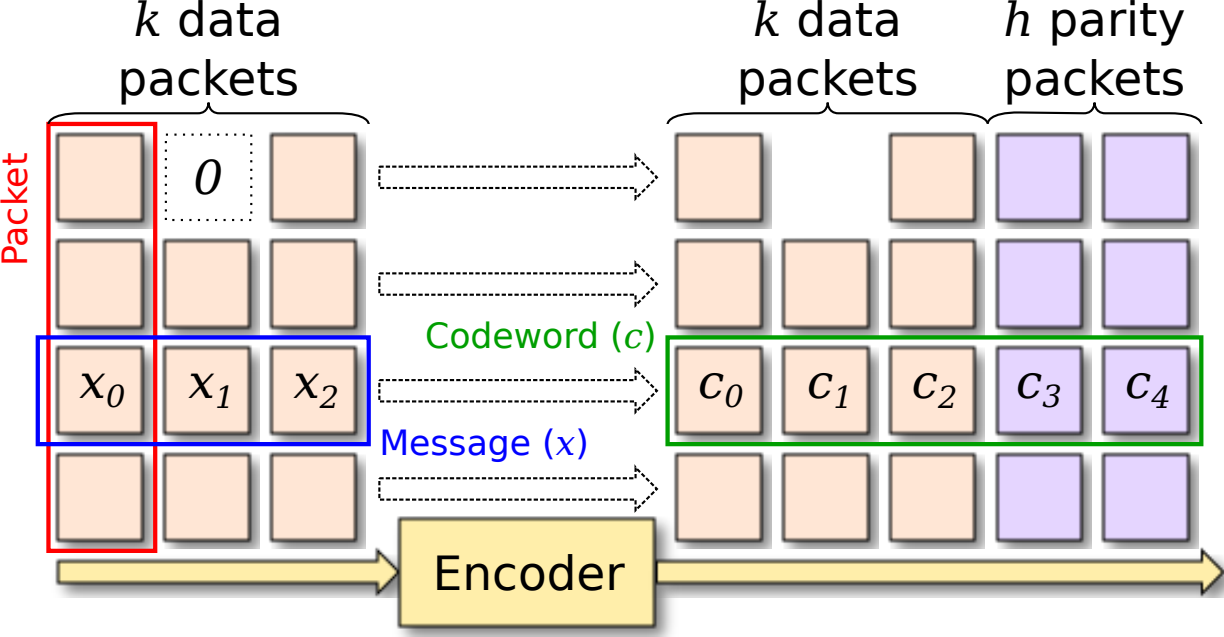 k data
packets
k data
packets
h parity
packets
Packet
0
Codeword (c)
x₀ x₁ x₂
c₀ c₁ c₂ c₃ c₄
Message (x)
Encoder